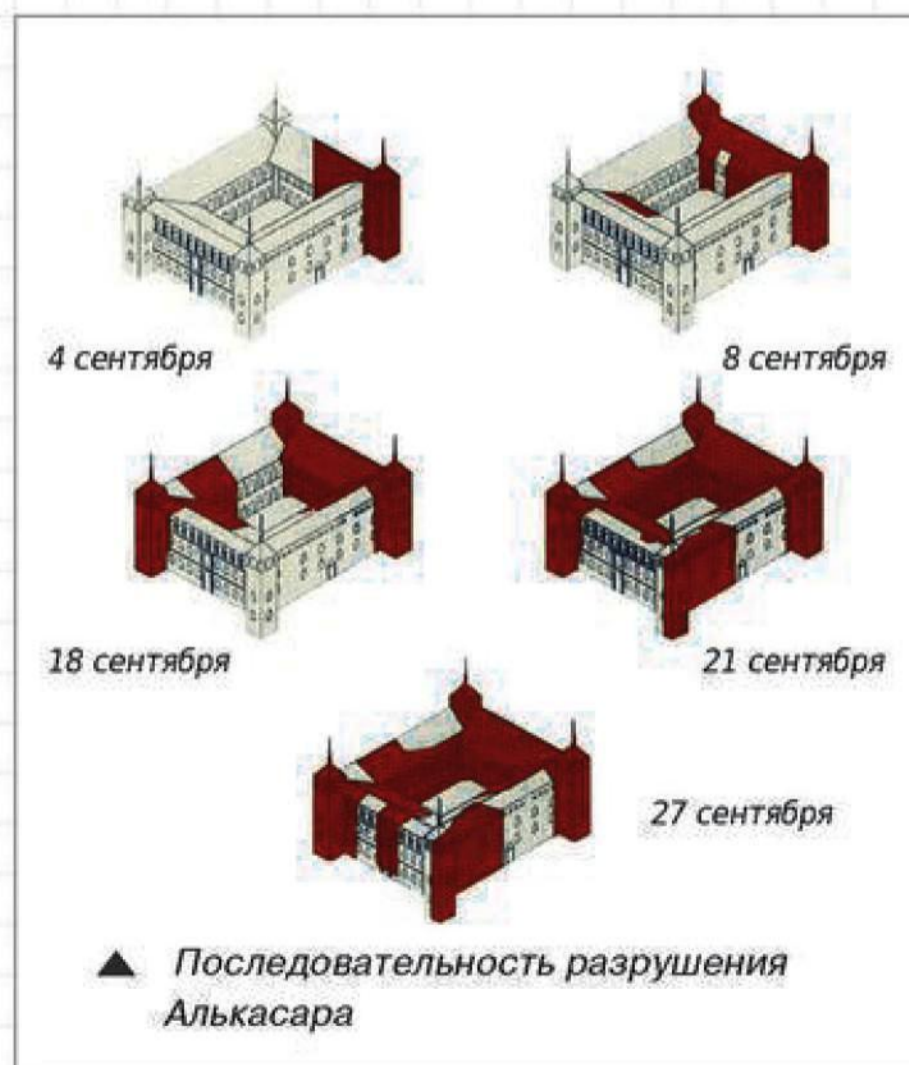 4 сентября
8 сентября
18 сентября
21 сентября
27 сентября
▲ Последовательность разрушения
Алькасара